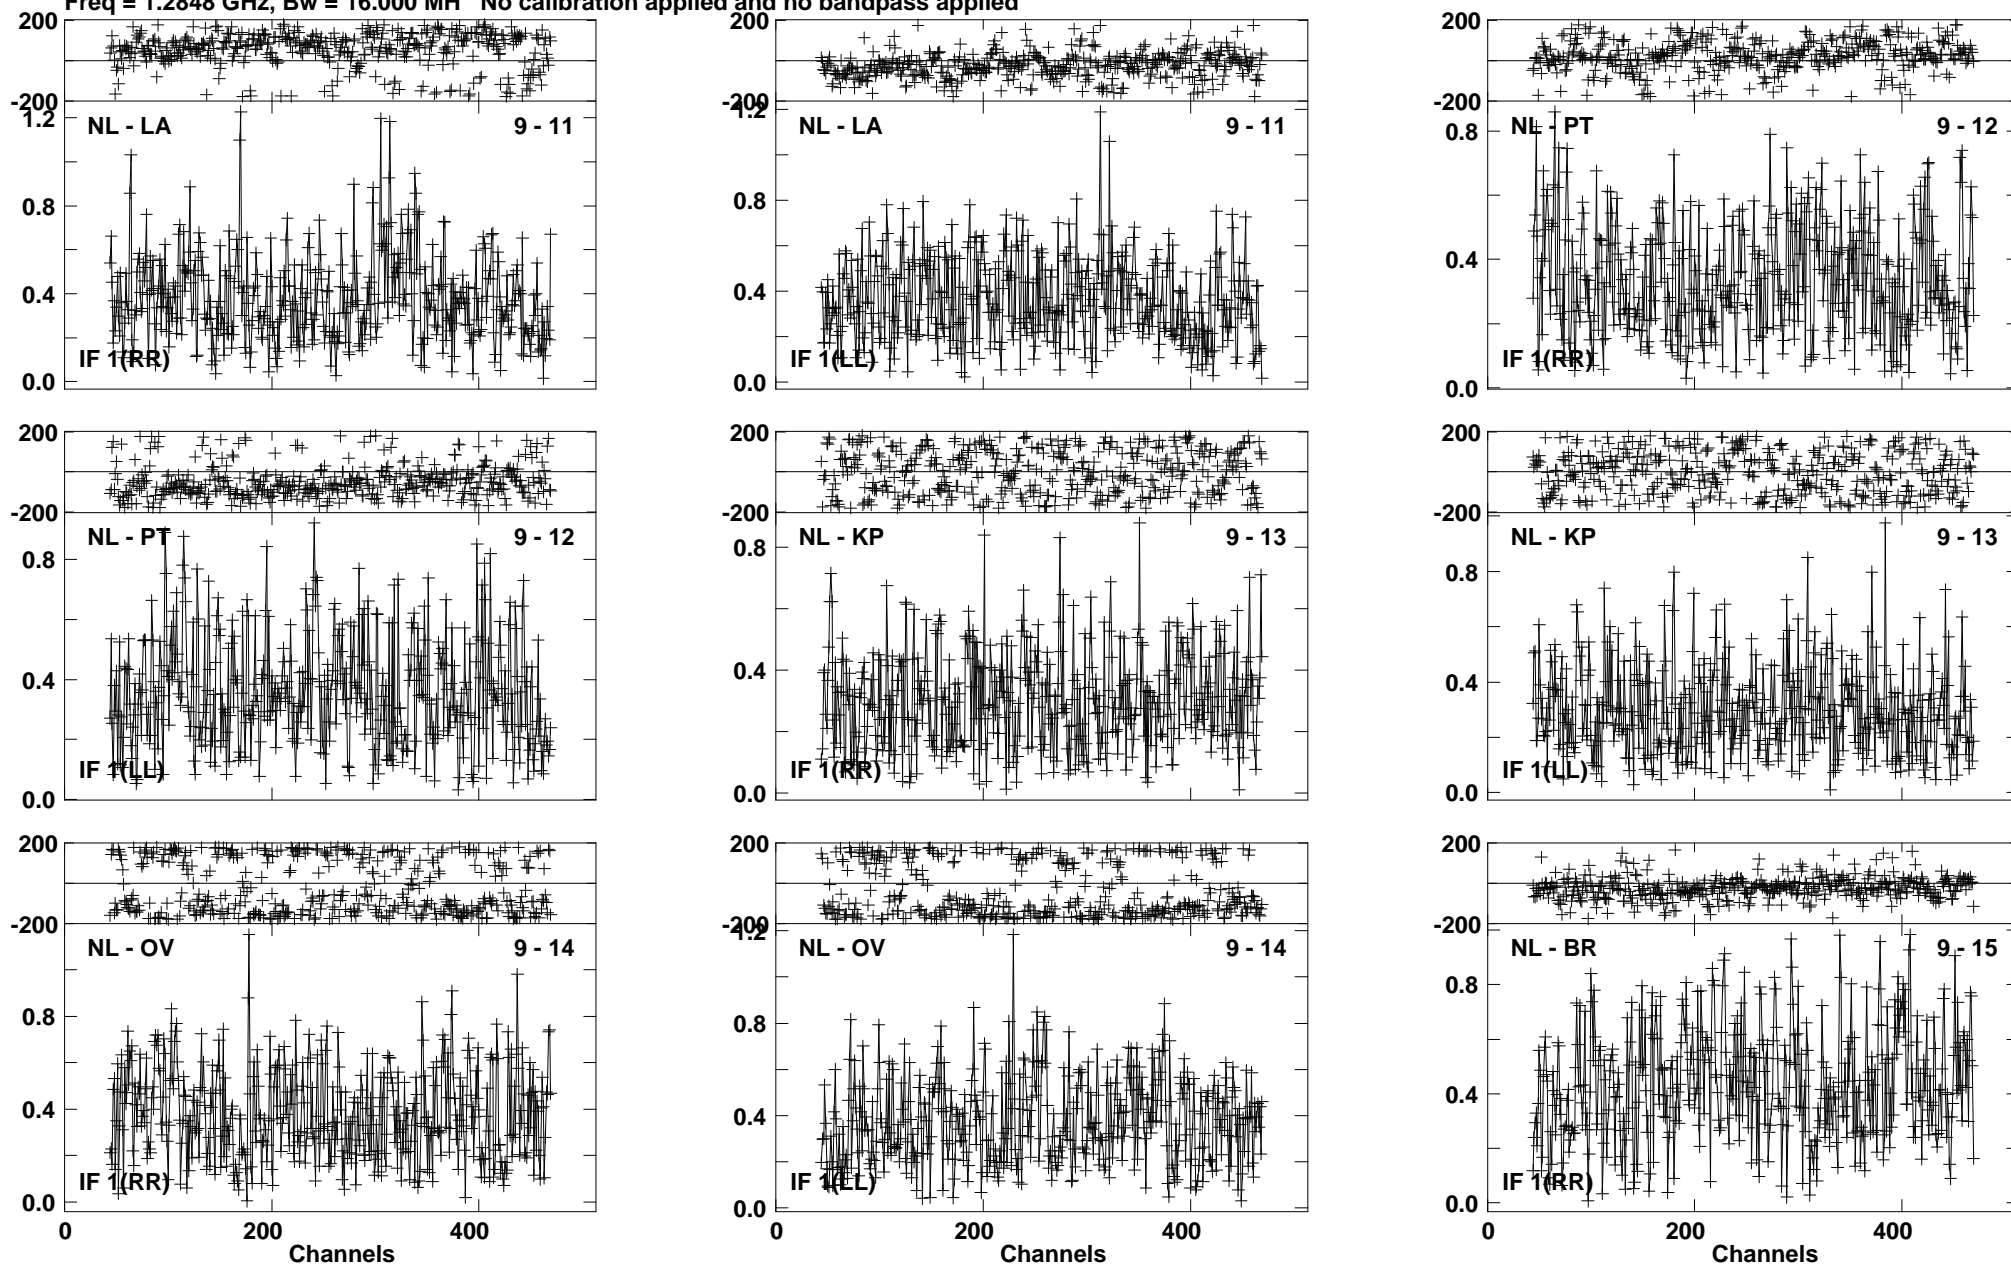 Freq = 1.2848 GHz, Bw = 16.000 MH No calibration applied and no bandpass applied
200 200 200
-200 -200 -200
NL - LA 9 - 11 NL - LA 9 - 11 NL - PT 9 - 12
1.2 1.2
0.8 0.8 0.8
0.4 0.4 0.4
IF 1(RR) IF 1(LL) IF 1(RR)
0.0 0.0 0.0
200 200 200
-200 -200 -200
NL - PT 9 - 12 NL - KP 9 - 13 NL - KP 9 - 13
0.8 0.8 0.8
0.4 0.4 0.4
IF 1(LL) IF 1(RR) IF 1(LL)
0.0 0.0 0.0
200 200 200
-200 -200 -200
1.2
NL - OV 9 - 14 NL - OV 9 - 14 NL - BR 9 - 15
0.8 0.8 0.8
0.4 0.4 0.4
IF 1(RR) IF 1(LL) IF 1(RR)
0.0 0.0 0.0
0 200 400 0 200 400 0 200 400
Channels Channels Channels